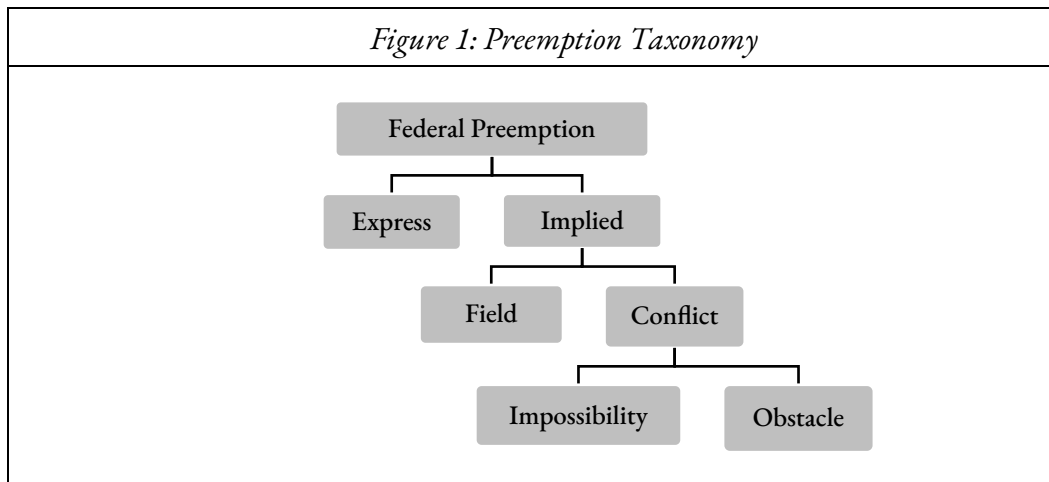 Figure 1: Preemption Taxonomy
Federal Preemption
Express
Implied
Field
Conflict
Impossibility
Obstacle